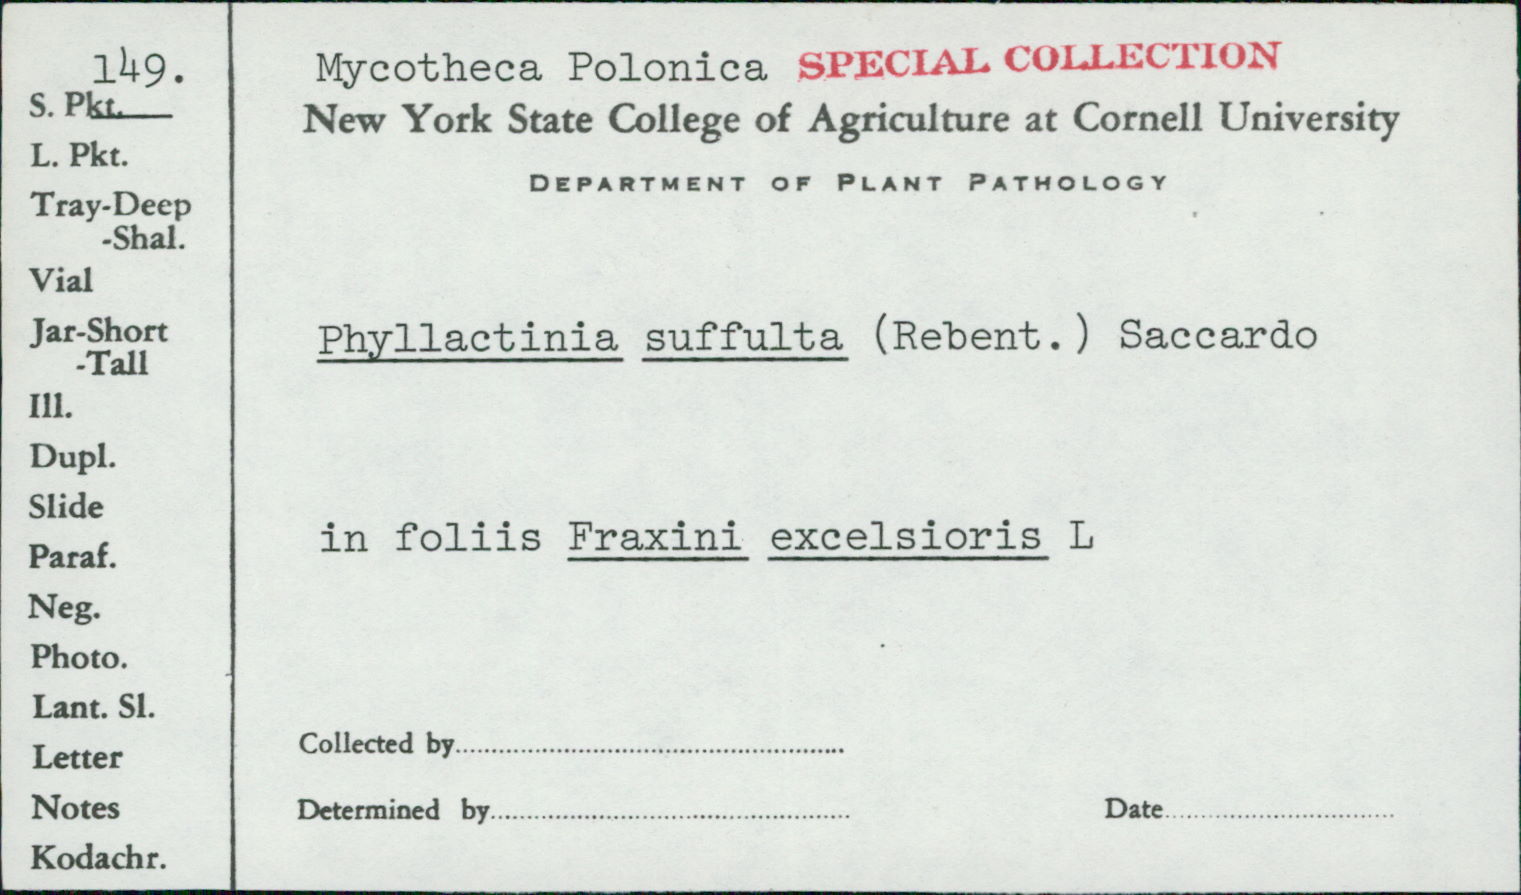 149.
S. Pkt.
L. Pkt.
Tray-Deep
-Shal.
Vial
Jar-Short
-Tall
Ill.
Dupl.
Slide
Paraf.
Neg.
Photo.
Lant. Sl.
Letter
Notes
Kodachr.
Mycotheca Polonica SPECIAL COLLECTION
New York State College of Agriculture at Cornell University
DEPARTMENT OF PLANT PATHOLOGY
Phyllactinia suffulta (Rebent.) Saccardo
in foliis Fraxini excelsioris L
Collected by
Determined by Date